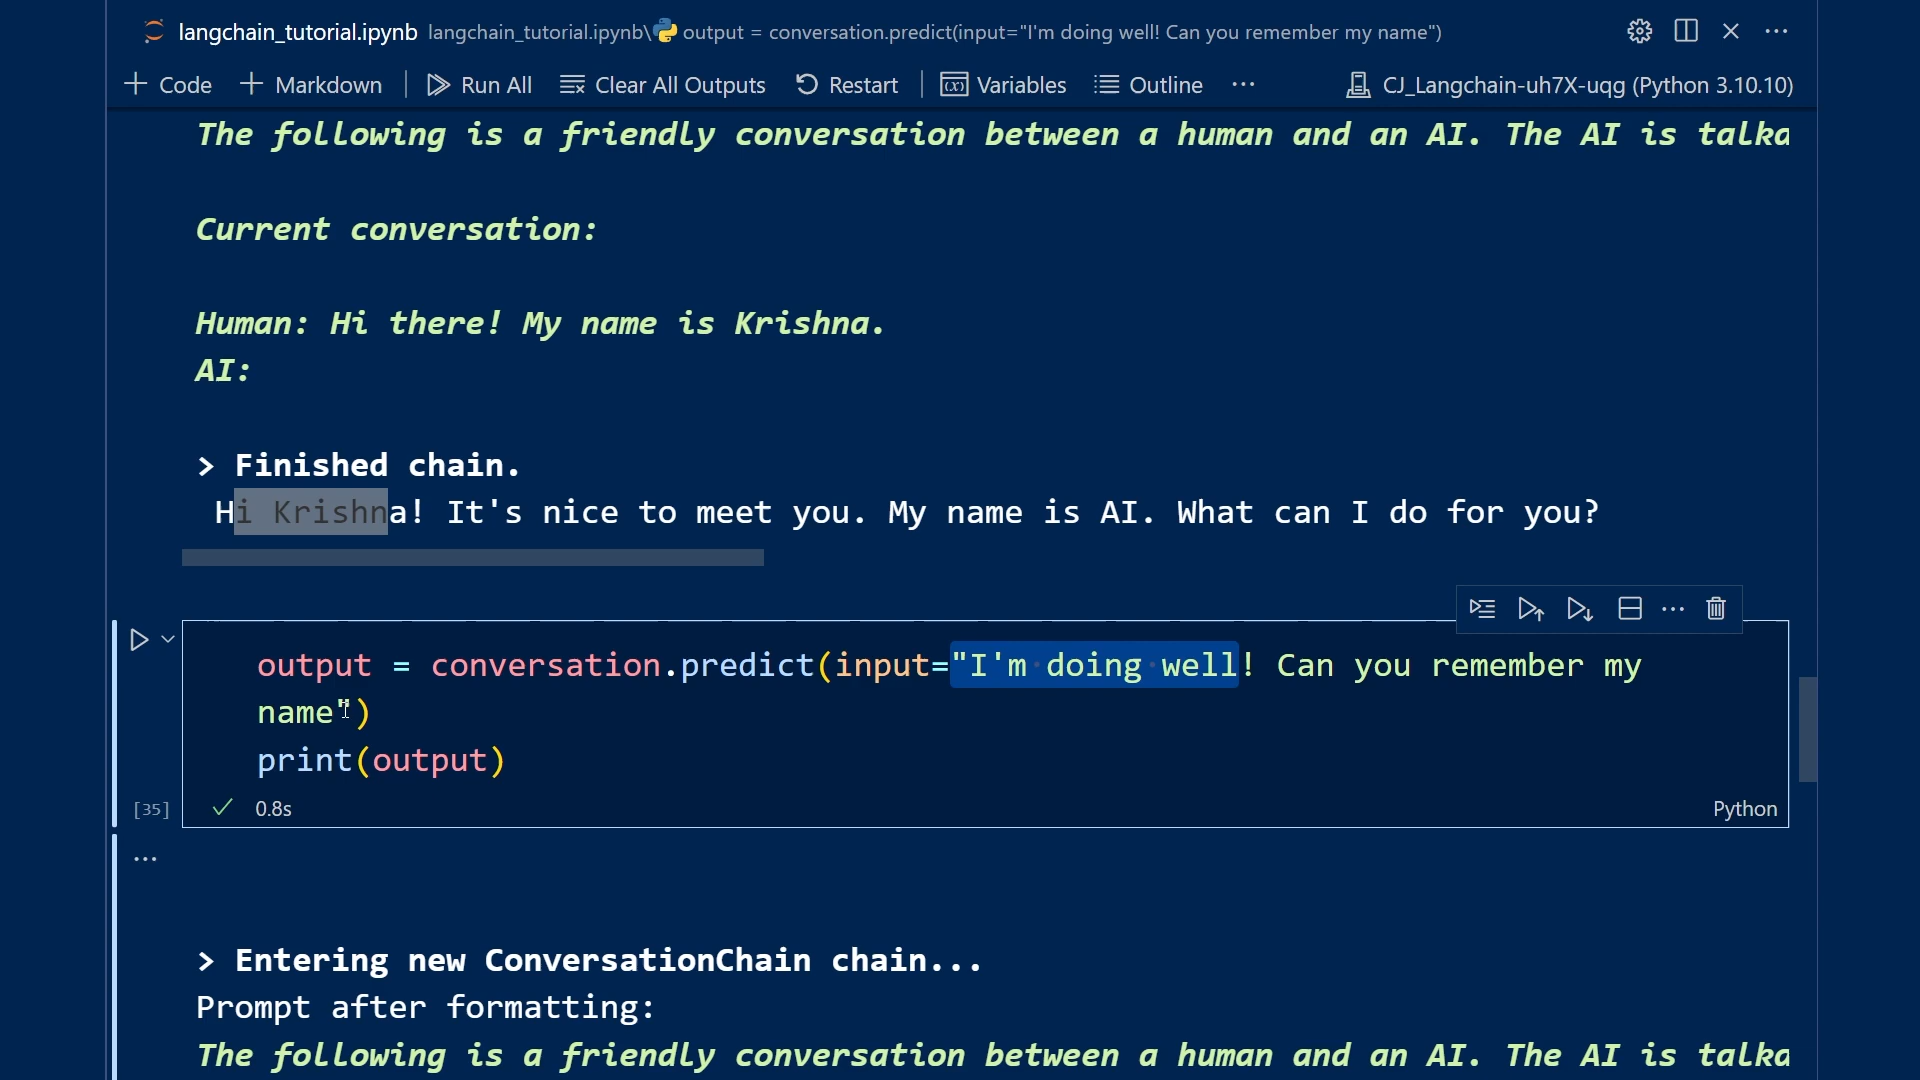 langchain_tutorial.ipynb langchain_tutorial.ipynb\ output = conversation.predict(input="I'm doing well! Can you remember my name")
+ Code + Markdown Run All Clear All Outputs Restart Variables Outline ... CJ_Langchain-uh7X-uqg (Python 3.10.10)
The following is a friendly conversation between a human and an AI. The AI is talka
Current conversation:
Human: Hi there! My name is Krishna.
AI:
> Finished chain.
Hi Krishna! It's nice to meet you. My name is AI. What can I do for you?
output = conversation.predict(input="I'm doing well! Can you remember my
name")
print(output)
[35] 0.8s Python
...
> Entering new ConversationChain chain...
Prompt after formatting:
The following is a friendly conversation between a human and an AI. The AI is talka